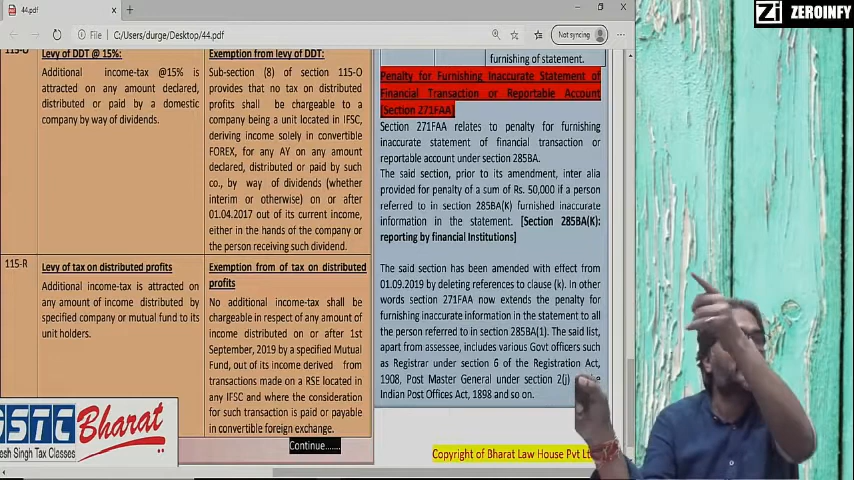 44.pdf
ZEROINFY
File
C:/Users/durge/Desktop/44.pdf
Not syncing
115-O
Levy of DDT @ 15%:
Additional income-tax @15% is
attracted on any amount declared,
distributed or paid by a domestic
company by way of dividends.
Exemption from levy of DDT:
Sub-section (8) of section 115-O
provides that no tax on distributed
profits shall be chargeable to a
company being a unit located in IFSC,
deriving income solely in convertible
FOREX, for any AY on any amount
declared, distributed or paid by such
co., by way of dividends (whether
interim or otherwise) on or after
01.04.2017 out of its current income,
either in the hands of the company or
the person receiving such dividend.
115-R
Levy of tax on distributed profits
Additional income-tax is attracted on
any amount of income distributed by
specified company or mutual fund to its
unit holders.
Exemption from of tax on distributed
profits
No additional income-tax shall be
chargeable in respect of any amount of
income distributed on or after 1st
September, 2019 by a specified Mutual
Fund, out of its income derived from
transactions made on a RSE located in
any IFSC and where the consideration
for such transaction is paid or payable
in convertible foreign exchange.
Continue.......
furnishing of statement.
Penalty for Furnishing Inaccurate Statement of
Financial Transaction or Reportable Account
[Section 271FAA]
Section 271FAA relates to penalty for furnishing
inaccurate statement of financial transaction or
reportable account under section 285BA.
The said section, prior to its amendment, inter alia
provided for penalty of a sum of Rs. 50,000 if a person
referred to in section 285BA(K) furnished inaccurate
information in the statement. [Section 285BA(K):
reporting by financial Institutions]
The said section has been amended with effect from
01.09.2019 by deleting references to clause (k). In other
words section 271FAA now extends the penalty for
furnishing inaccurate information in the statement to all
the person referred to in section 285BA(1). The said list,
apart from assessee, includes various Govt officers such
as Registrar under section 6 of the Registration Act,
1908, Post Master General under section 2(j)
Indian Post Offices Act, 1898 and so on.
Copyright of Bharat Law House Pvt
GSTC Bharat
esh Singh Tax Classes